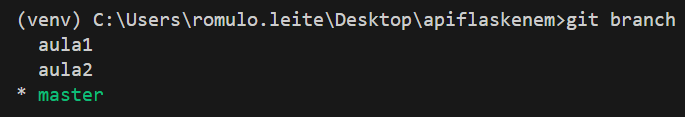 (venv) C:\Users\romulo.leite\Desktop\apiflaskenem>git branch
  aula1
  aula2
* master